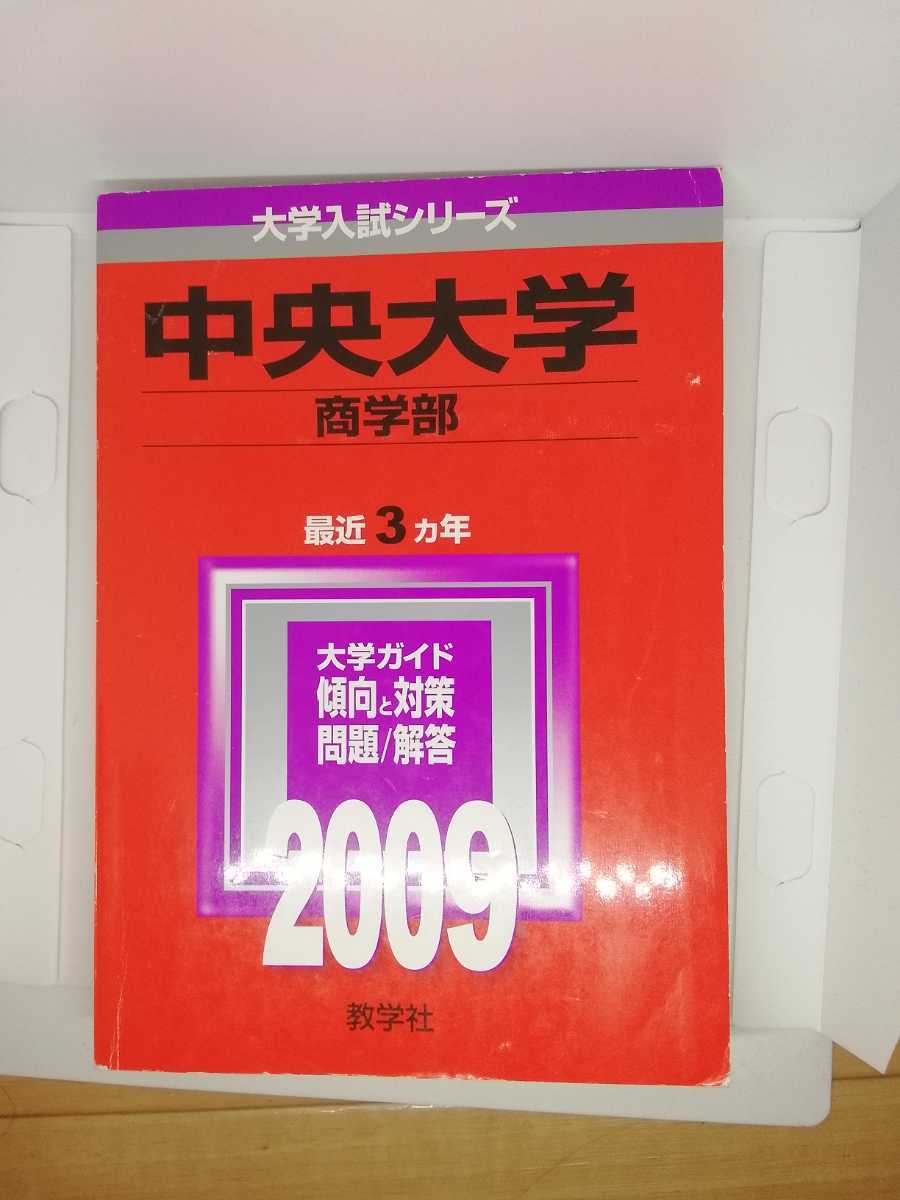 大学入試シリーズ
中央大学
商学部
最近3ヵ年
大学ガイド
傾向と対策
問題/解答
2009
教学社